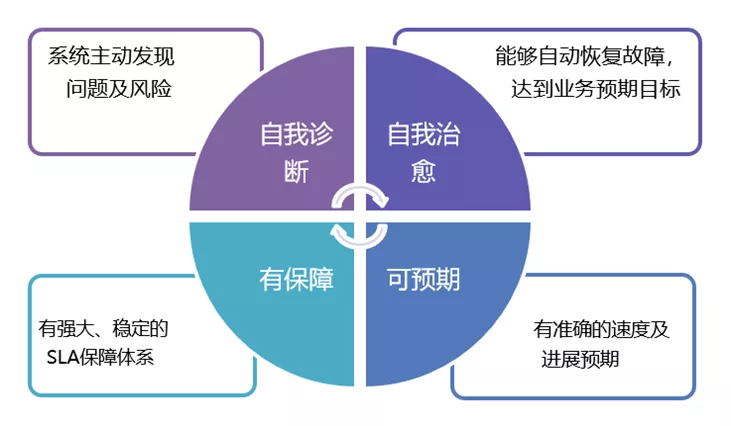 系统主动发现
问题及风险
能够自动恢复故障，
达到业务预期目标
自我诊
断
自我治
愈
有保障
可预期
有强大、稳定的
SLA保障体系
有准确的速度及
进展预期